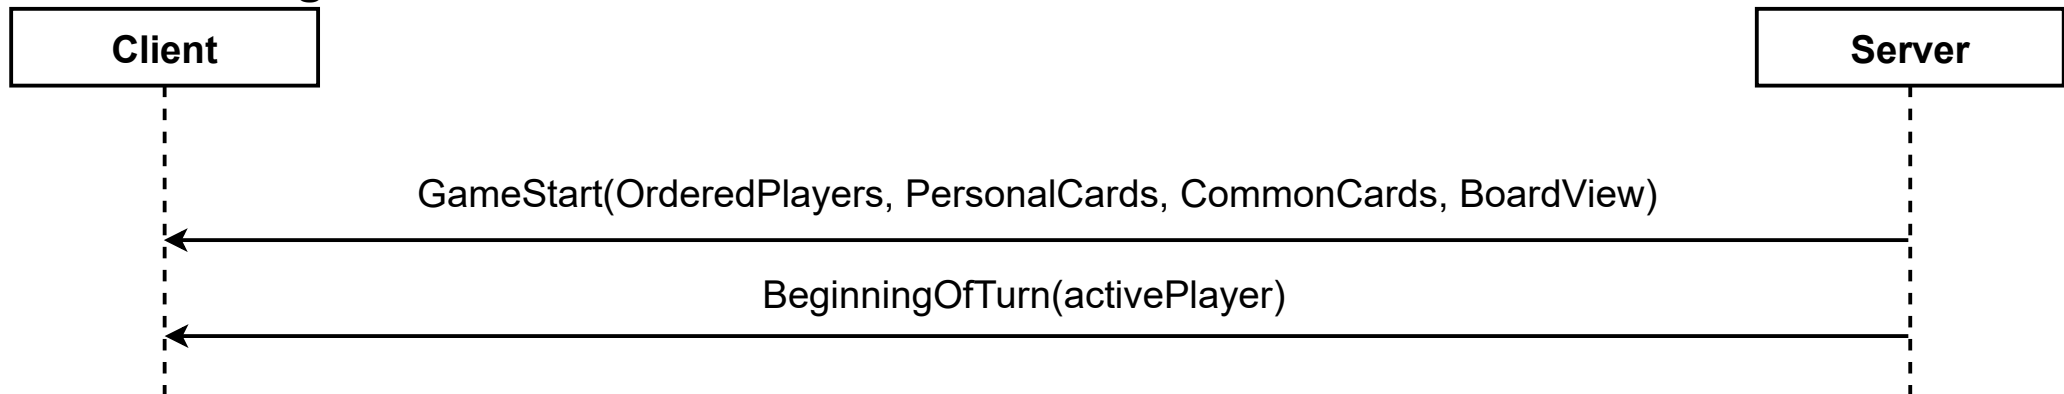 Client
Server
GameStart(OrderedPlayers, PersonalCards, CommonCards, BoardView)
BeginningOfTurn(activePlayer)